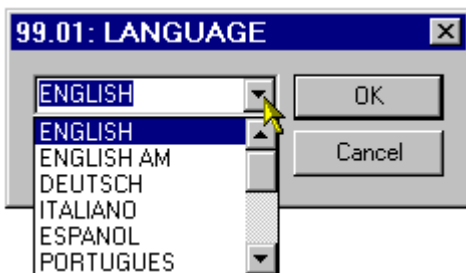 99.01: LANGUAGE
ENGLISH
OK
ENGLISH
ENGLISH AM
Cancel
DEUTSCH
ITALIANO
ESPANOL
PORTUGUES